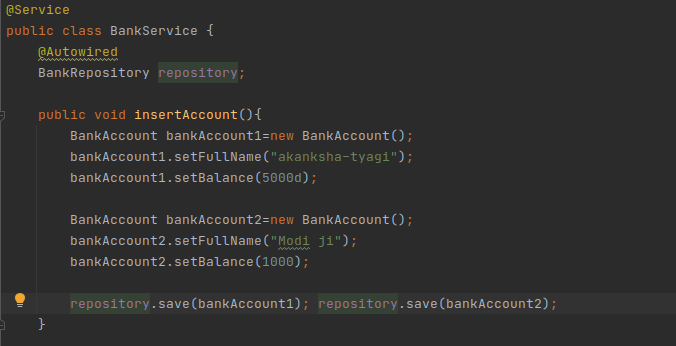 @Service
public class BankService {
@Autowired
BankRepository repository;
public void insertAccount(){
BankAccount bankAccount1=new BankAccount();
bankAccount1.setFullName("akanksha-tyagi");
bankAccount1.setBalance(5000d);
BankAccount bankAccount2=new BankAccount();
bankAccount2.setFullName("Modi ji");
bankAccount2.setBalance(1000);
repository.save(bankAccount1); repository.save(bankAccount2);
}